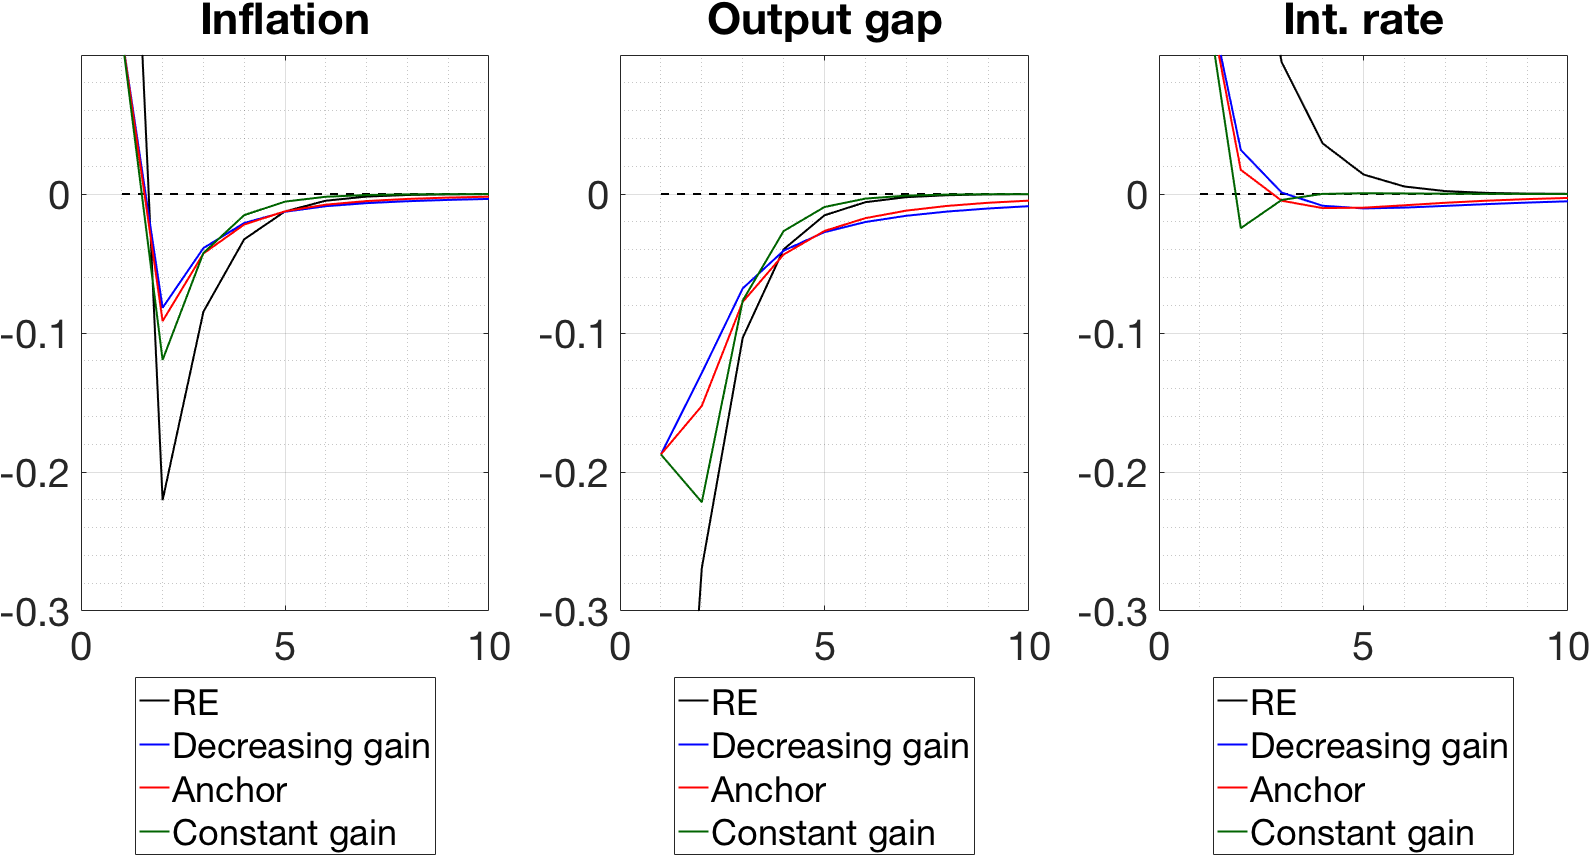 Inflation
0
-0.1
-0.2
-0.3
0 5 10
RE
Decreasing gain
Anchor
Constant gain
Output gap
0
-0.1
-0.2
-0.3
0 5 10
RE
Decreasing gain
Anchor
Constant gain
Int. rate
0
-0.1
-0.2
-0.3
0 5 10
RE
Decreasing gain
Anchor
Constant gain